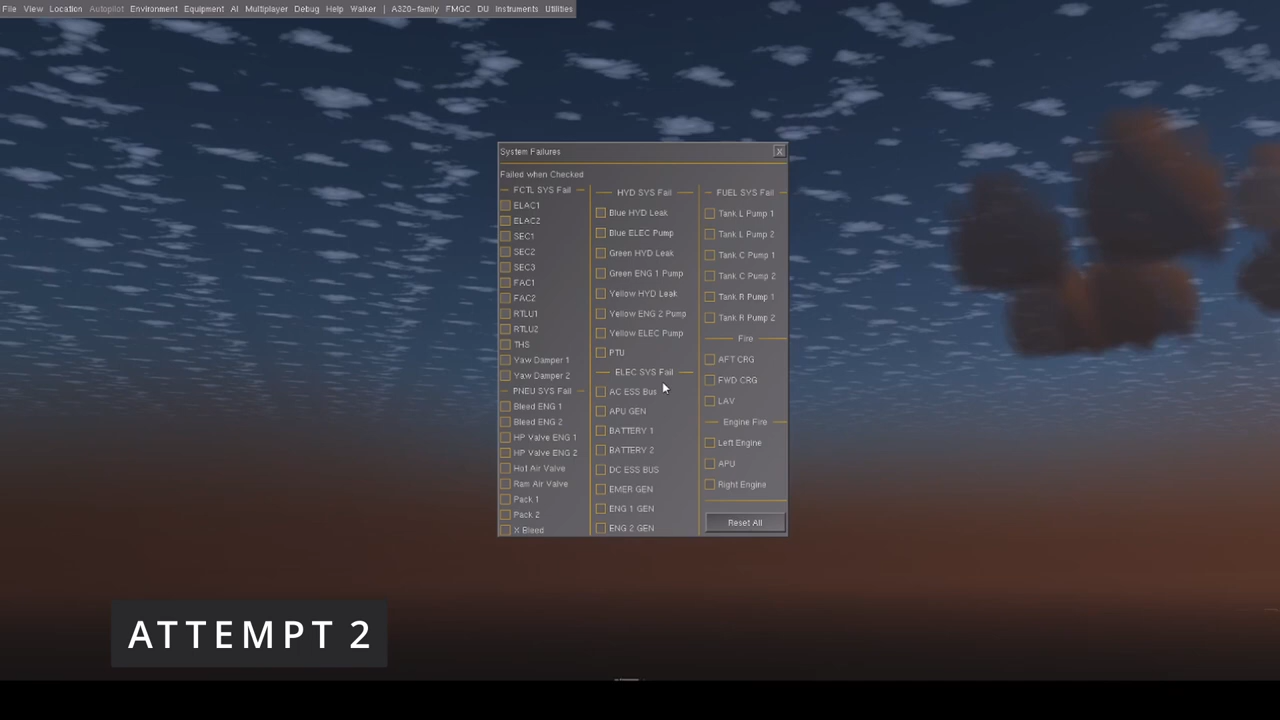 File View Location Autopilot Environment Equipment AI Multiplayer Debug Help Walker | A320-family FMGC DU Instruments Utilities
System Failures X
Failed when Checked
FCTL SYS Fail
ELAC1
ELAC2
SEC1
SEC2
SEC3
FAC1
FAC2
RTLU1
RTLU2
THS
Yaw Damper 1
Yaw Damper 2
PNEU SYS Fail
Bleed ENG 1
Bleed ENG 2
HP Valve ENG 1
HP Valve ENG 2
Hot Air Valve
Ram Air Valve
Pack 1
Pack 2
X Bleed
HYD SYS Fail
Blue HYD Leak
Blue ELEC Pump
Green HYD Leak
Green ENG 1 Pump
Yellow HYD Leak
Yellow ENG 2 Pump
Yellow ELEC Pump
PTU
ELEC SYS Fail
AC ESS Bus
APU GEN
BATTERY 1
BATTERY 2
DC ESS BUS
EMER GEN
ENG 1 GEN
ENG 2 GEN
FUEL SYS Fail
Tank L Pump 1
Tank L Pump 2
Tank C Pump 1
Tank C Pump 2
Tank R Pump 1
Tank R Pump 2
Fire
AFT CRG
FWD CRG
LAV
Engine Fire
Left Engine
APU
Right Engine
Reset All
ATTEMPT 2